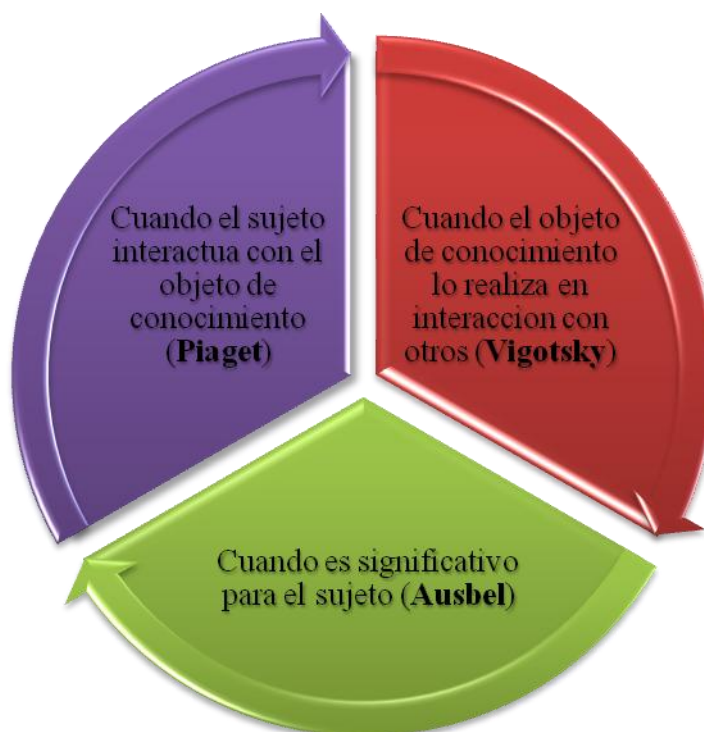 Cuando el sujeto
interactua con el
objeto de
conocimiento
(Piaget)
Cuando el objeto
de conocimiento
lo realiza en
interaccion con
otros (Vigotsky)
Cuando es significativo
para el sujeto (Ausbel)